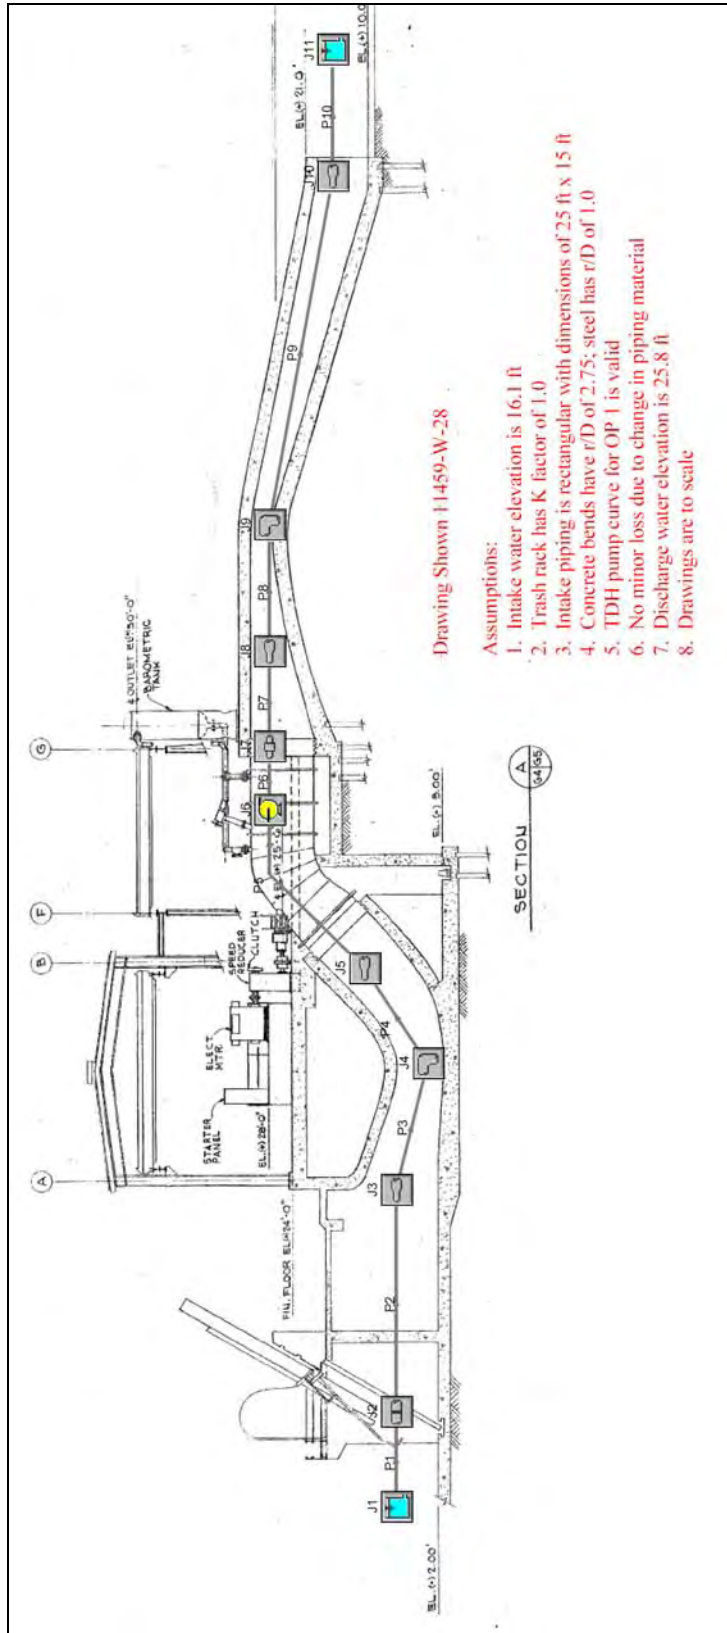 A
B
F
G
STARTER
PANEL
ELECT.
MTR.
SPEED
REDUCER
CLUTCH
EL.(+)28'-0"
FIN. FLOOR EL.(+)24'-0"
BAROMETRIC
TANK
EL.(+)21.0'
EL.(+)10.0'
EL.(+)2.00'
J1
P1
J32
P2
J3
P3
J4
P4
J5
P5
J6
P6
J7
P7
J8
P8
J9
P9
J10
P10
J11
SECTION
A
G4 G5
Drawing Shown 11459-W-28
Assumptions:
1. Intake water elevation is 16.1 ft
2. Trash rack has K factor of 1.0
3. Intake piping is rectangular with dimensions of 25 ft x 15 ft
4. Concrete bends have r/D of 2.75; steel has r/D of 1.0
5. TDH pump curve for OP 1 is valid
6. No minor loss due to change in piping material
7. Discharge water elevation is 25.8 ft
8. Drawings are to scale